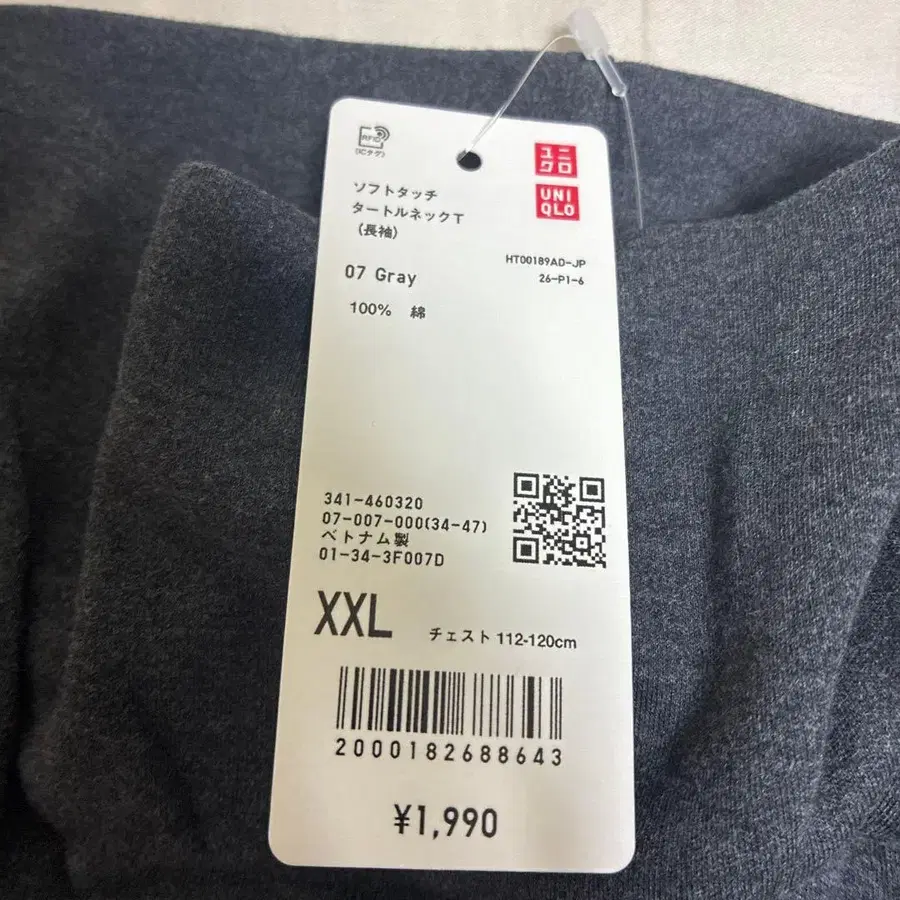 RFID
(ICタグ)
ユニ
クロ
UNI
QLO
ソフトタッチ
タートルネックT
(長袖)
HT00189AD-JP
26-P1-6
07 Gray
100% 綿
341-460320
07-007-000(34-47)
ベトナム製
01-34-3F007D
XXL
チェスト 112-120cm
2000182688643
¥1,990